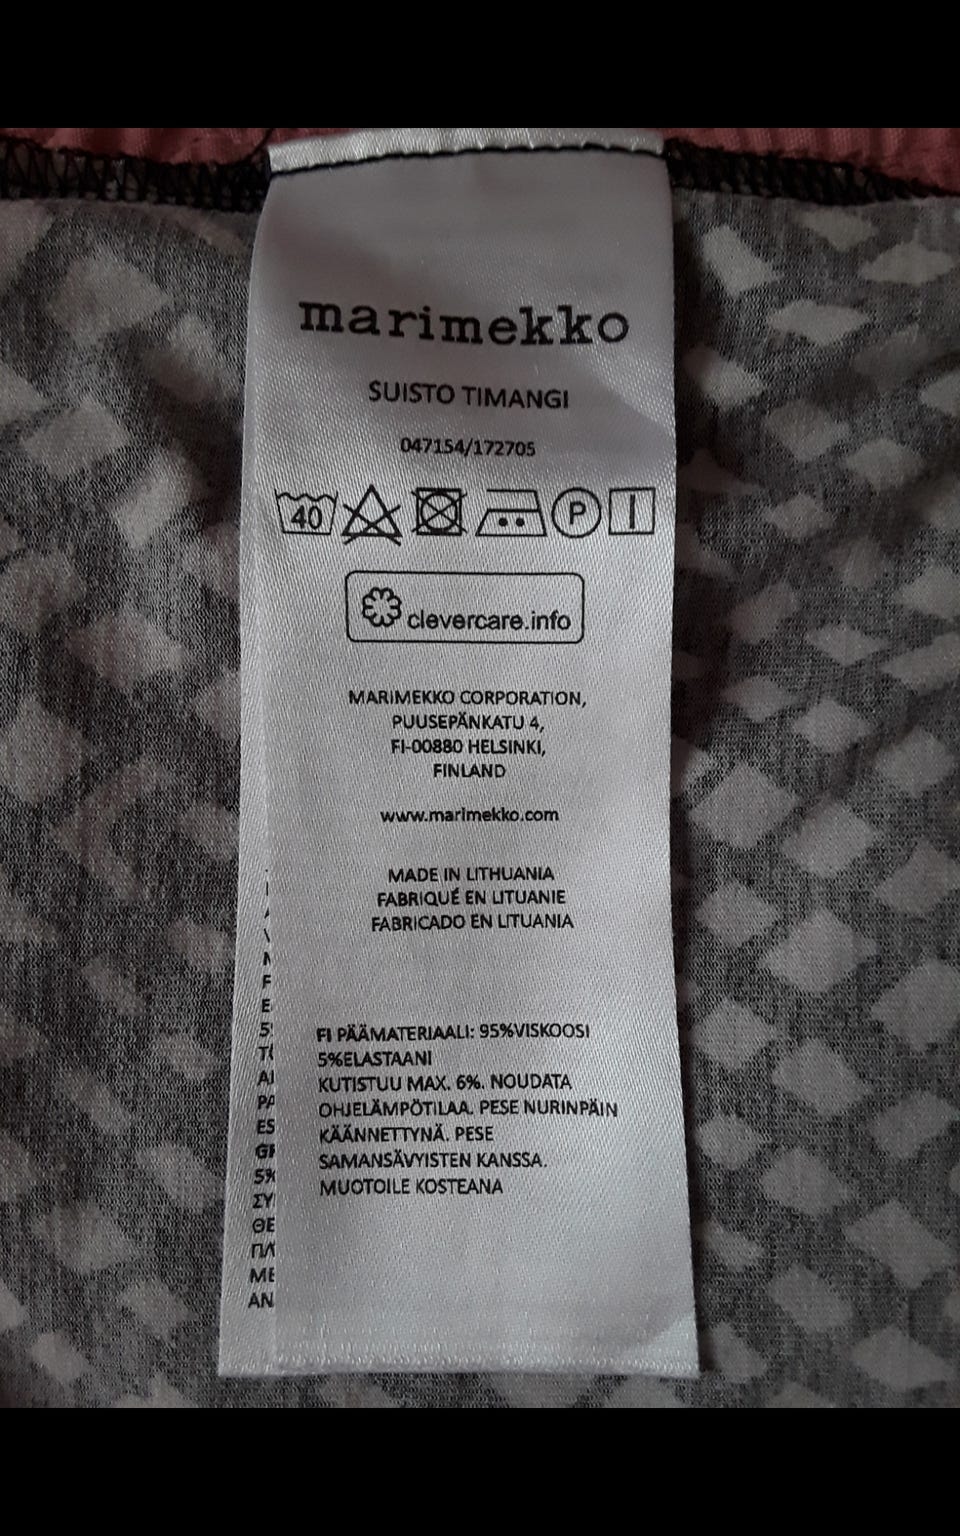 marimekko
SUISTO TIMANGI
047154/172705
40
P
clevercare.info
MARIMEKKO CORPORATION,
PUUSEPÄNKATU 4,
FI-00880 HELSINKI,
FINLAND
www.marimekko.com
MADE IN LITHUANIA
FABRIQUÉ EN LITUANIE
FABRICADO EN LITUANIA
FI PÄÄMATERIAALI: 95%VISKOOSI
5%ELASTAANI
KUTISTUU MAX. 6%. NOUDATA
OHJELÄMPÖTILAA. PESE NURINPÄIN
KÄÄNNETTYNÄ. PESE
SAMANSÄVYISTEN KANSSA.
MUOTOILE KOSTEANA